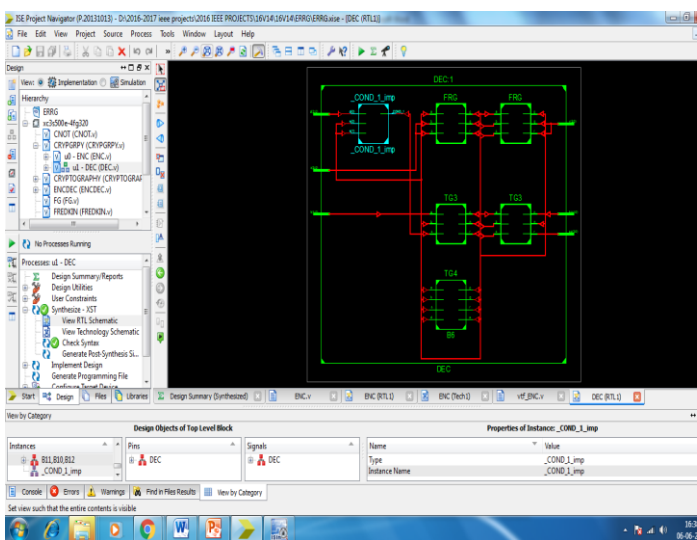 ISE Project Navigator (P.20131013) - D:\2016-2017 ieee projects\2016 IEEE PROJECTS\16V14\16V14\ERRG\ERRG.xise - [DEC (RTL1)]
File Edit View Project Source Process Tools Window Layout Help
Design
View: Implementation Simulation
Hierarchy
ERRG
xc3s500e-4fg320
CNOT (CNOT.v)
CRYPGRPY (CRYPGRPY.v)
u0 - ENC (ENC.v)
u1 - DEC (DEC.v)
CRYPTOGRAPHY (CRYPTOGRAF
ENCDEC (ENCDEC.v)
FG (FG.v)
FREDKIN (FREDKIN.v)
No Processes Running
Processes: u1 - DEC
Design Summary/Reports
Design Utilities
User Constraints
Synthesize - XST
View RTL Schematic
View Technology Schematic
Check Syntax
Generate Post-Synthesis Si...
Implement Design
Generate Programming File
Configure Target Device
DEC:1
_COND_1_imp
FRG
FRG
_COND_1_imp
TG3
TG3
TG4
B6
DEC
Start Design Files Libraries
Design Summary (Synthesized) ENC.v ENC (RTL1) ENC (Tech1) vtf_ENC.v DEC (RTL1)
View by Category
Design Objects of Top Level Block
Properties of Instance: _COND_1_imp
Instances Pins Signals Name Value
B11,B10,B12 DEC DEC Type _COND_1_imp
_COND_1_imp Instance Name _COND_1_imp
Console Errors Warnings Find in Files Results View by Category
Set view such that the entire contents is visible
16:3
06-06-